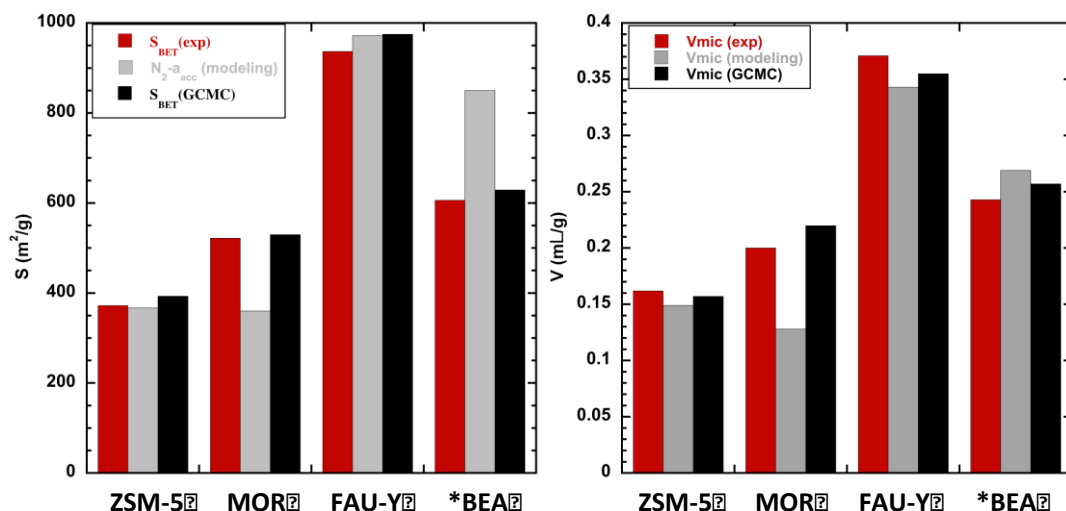 1000
800
600
400
200
0
S (m²/g)
S_BET (exp)
N₂-a_acc (modeling)
S_BET (GCMC)
ZSM-5⍰ MOR⍰ FAU-Y⍰ *BEA⍰
0.4
0.35
0.3
0.25
0.2
0.15
0.1
0.05
0
V (mL/g)
Vmic (exp)
Vmic (modeling)
Vmic (GCMC)
ZSM-5⍰ MOR⍰ FAU-Y⍰ *BEA⍰